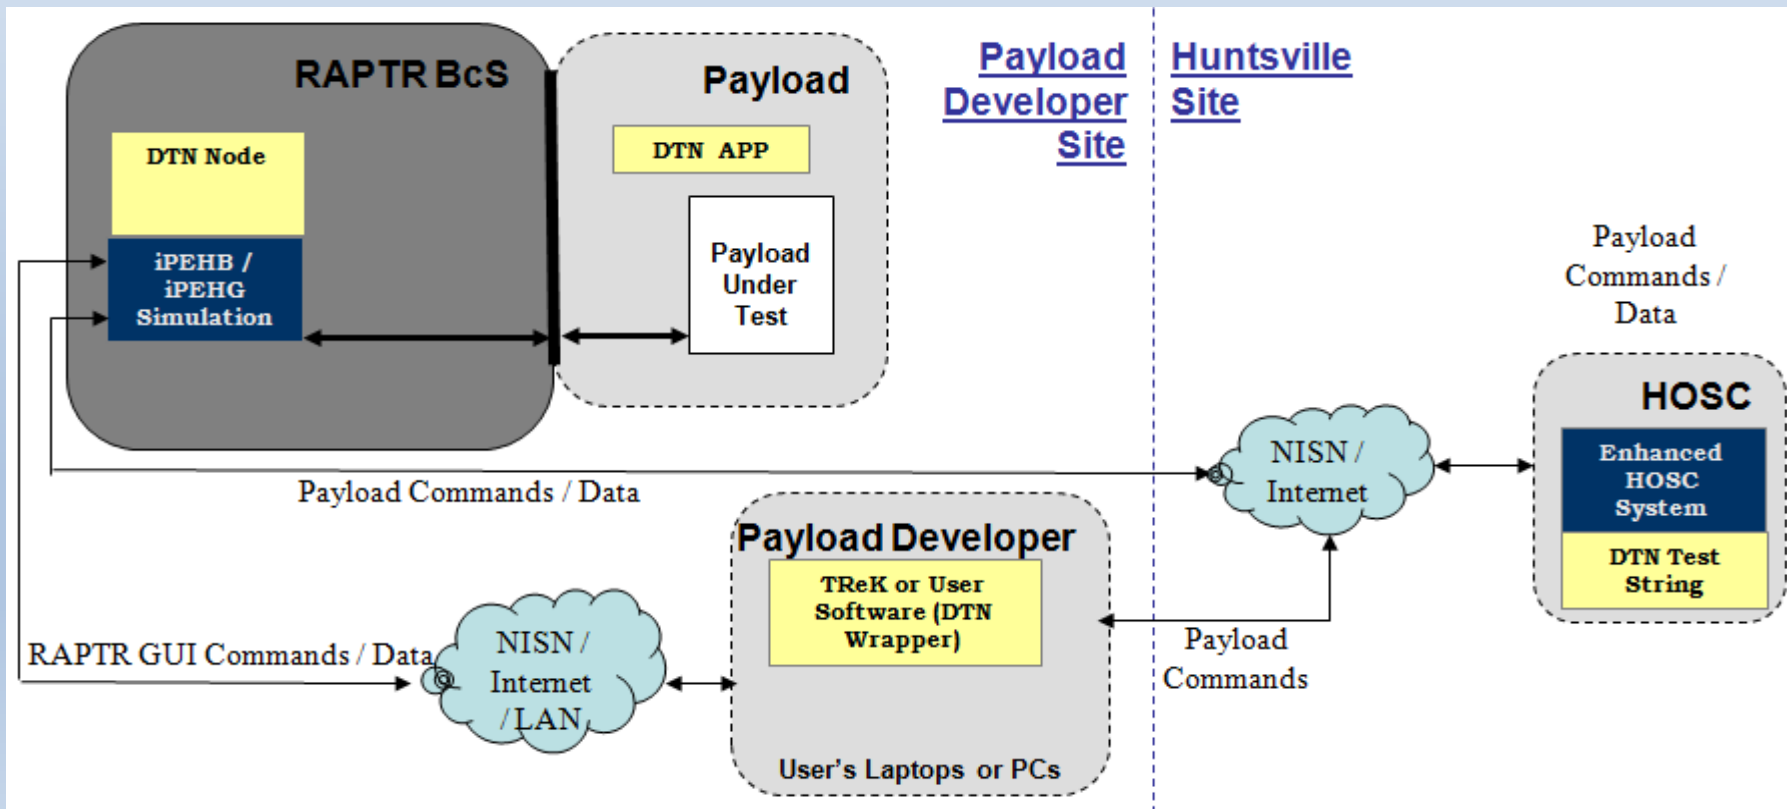 RAPTR BcS
DTN Node
iPEHB /
iPEHG
Simulation
Payload
DTN APP
Payload
Under
Test
Payload
Developer
Site
Huntsville
Site
Payload
Commands /
Data
HOSC
Enhanced
HOSC
System
DTN Test
String
NISN /
Internet
Payload Commands / Data
Payload Developer
TReK or User
Software (DTN
Wrapper)
User's Laptops or PCs
Payload
Commands
RAPTR GUI Commands / Data
NISN /
Internet
/ LAN